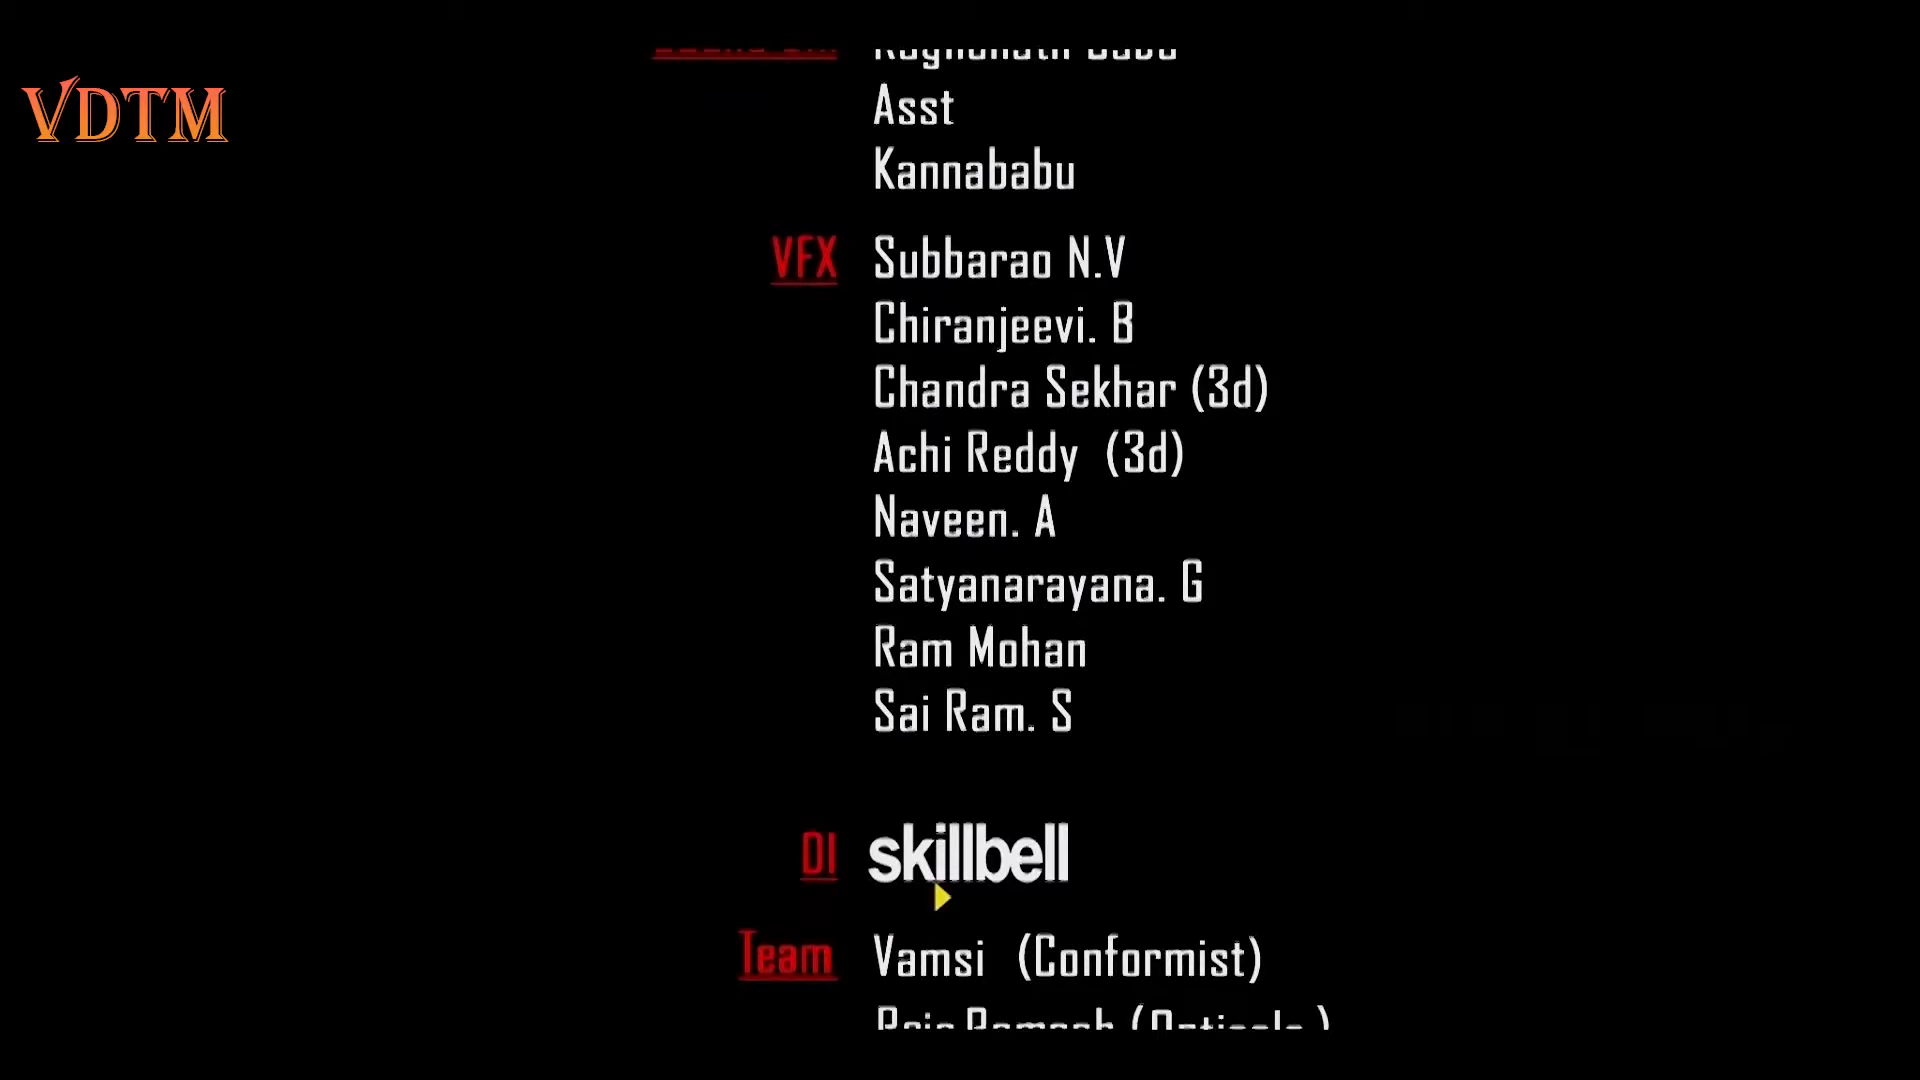 VDTM
Asst
Kannababu
VFX Subbarao N.V
Chiranjeevi. B
Chandra Sekhar (3d)
Achi Reddy (3d)
Naveen. A
Satyanarayana. G
Ram Mohan
Sai Ram. S
DI skillbell
Team Vamsi (Conformist)